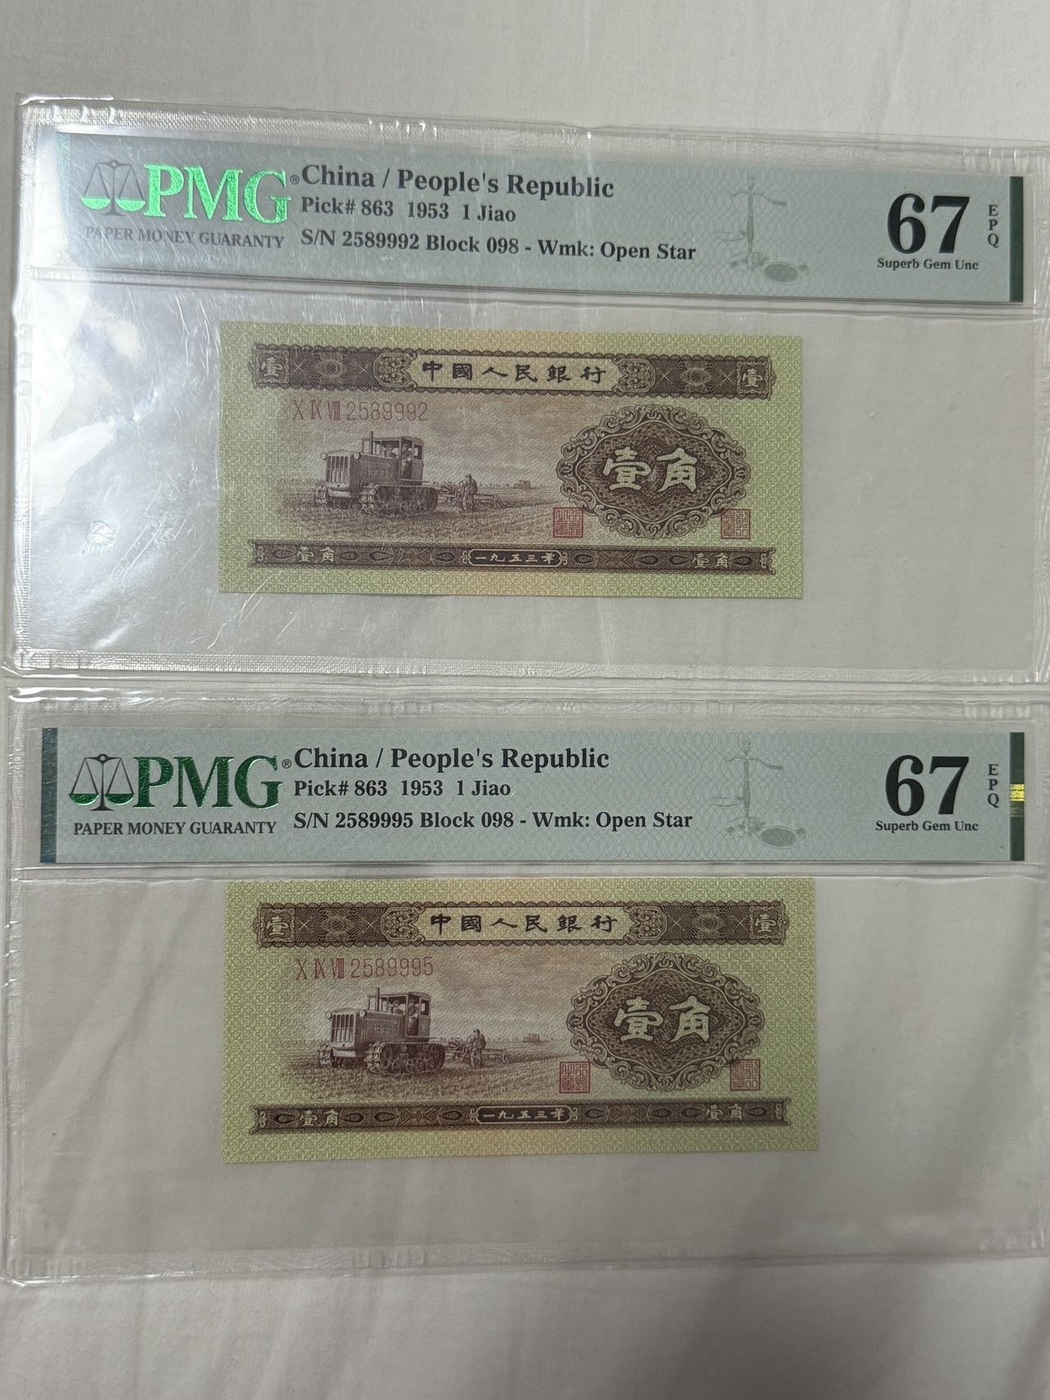 PMG®
PAPER MONEY GUARANTY
China / People's Republic
Pick# 863 1953 1 Jiao
S/N 2589992 Block 098 - Wmk: Open Star
67
EPQ
Superb Gem Unc
壹 中國人民銀行 壹
X IX VIII 2589992
壹角
壹角 一九五三年 壹角
PMG®
PAPER MONEY GUARANTY
China / People's Republic
Pick# 863 1953 1 Jiao
S/N 2589995 Block 098 - Wmk: Open Star
67
EPQ
Superb Gem Unc
壹 中國人民銀行 壹
X IX VIII 2589995
壹角
壹角 一九五三年 壹角